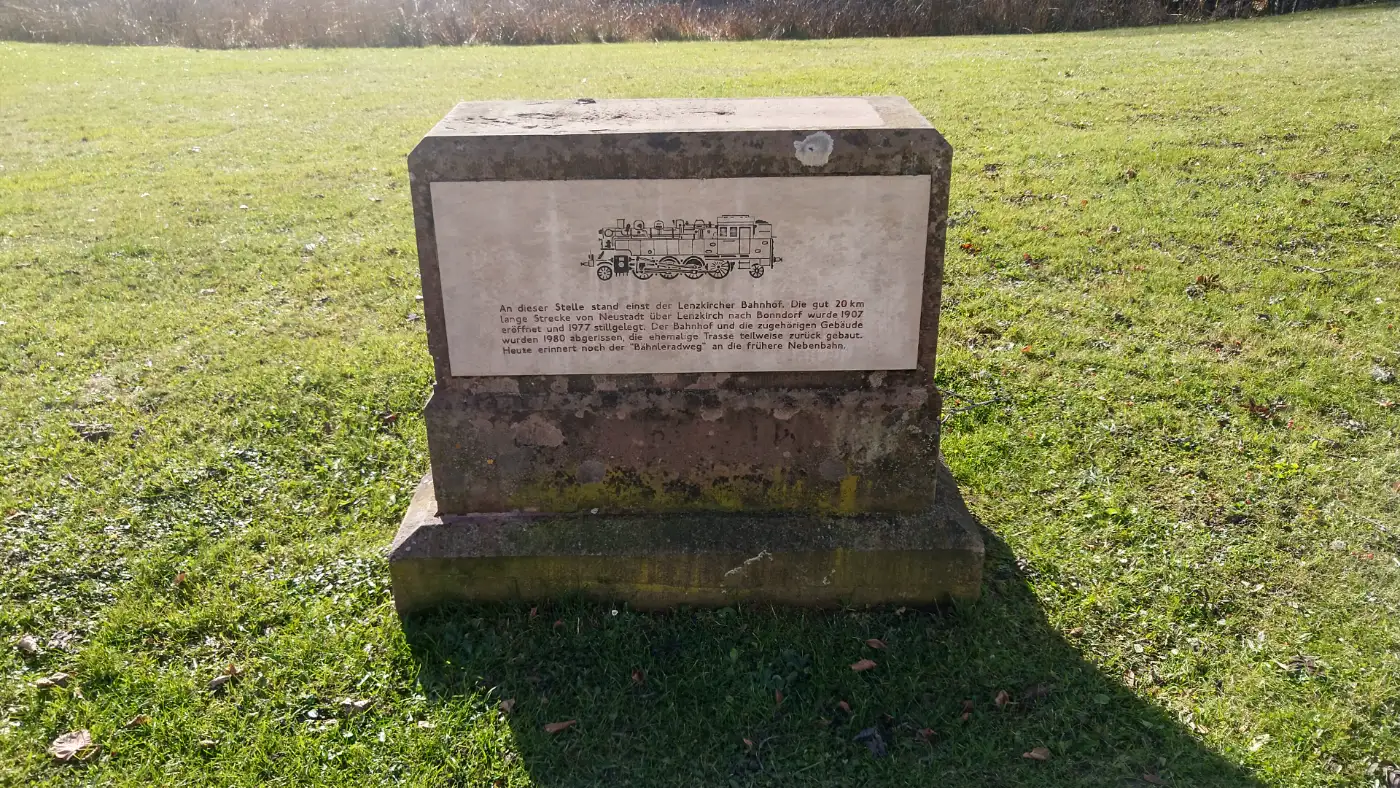 An dieser Stelle stand einst der Lenzkircher Bahnhof. Die gut 20 km
lange Strecke von Neustadt über Lenzkirch nach Bonndorf wurde 1907
eröffnet und 1977 stillgelegt. Der Bahnhof und die zugehörigen Gebäude
wurden 1980 abgerissen, die ehemalige Trasse teilweise zurück gebaut.
Heute erinnert noch der "Bähnleradweg" an die frühere Nebenbahn.